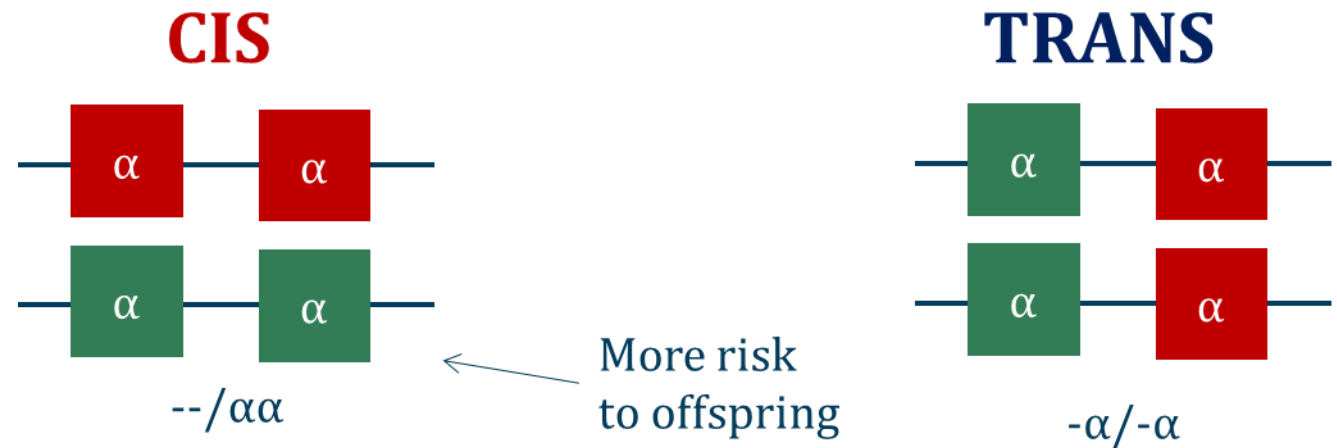 CIS
α α
α α
--/αα
More risk
to offspring
TRANS
α α
α α
-α/-α